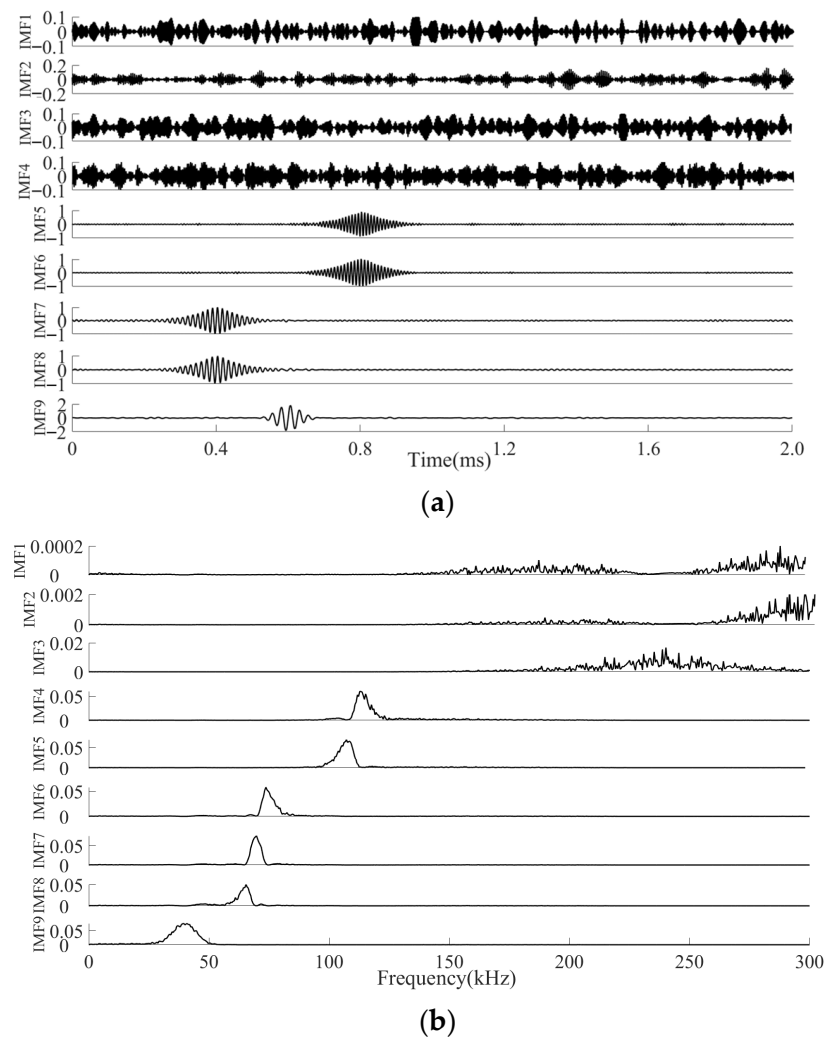 IMF1 0.1 0 −0.1
IMF2 0.2 0 −0.2
IMF3 0.1 0 −0.1
IMF4 0.1 0 −0.1
IMF5 1 0 −1
IMF6 1 0 −1
IMF7 1 0 −1
IMF8 1 0 −1
IMF9 2 0 −2
0 0.4 0.8 1.2 1.6 2.0
Time(ms)
(a)
IMF1 0.0002 0
IMF2 0.002 0
IMF3 0.02 0
IMF4 0.05 0
IMF5 0.05 0
IMF6 0.05 0
IMF7 0.05 0
IMF8 0.05 0
IMF9 0.05 0
0 50 100 150 200 250 300
Frequency(kHz)
(b)